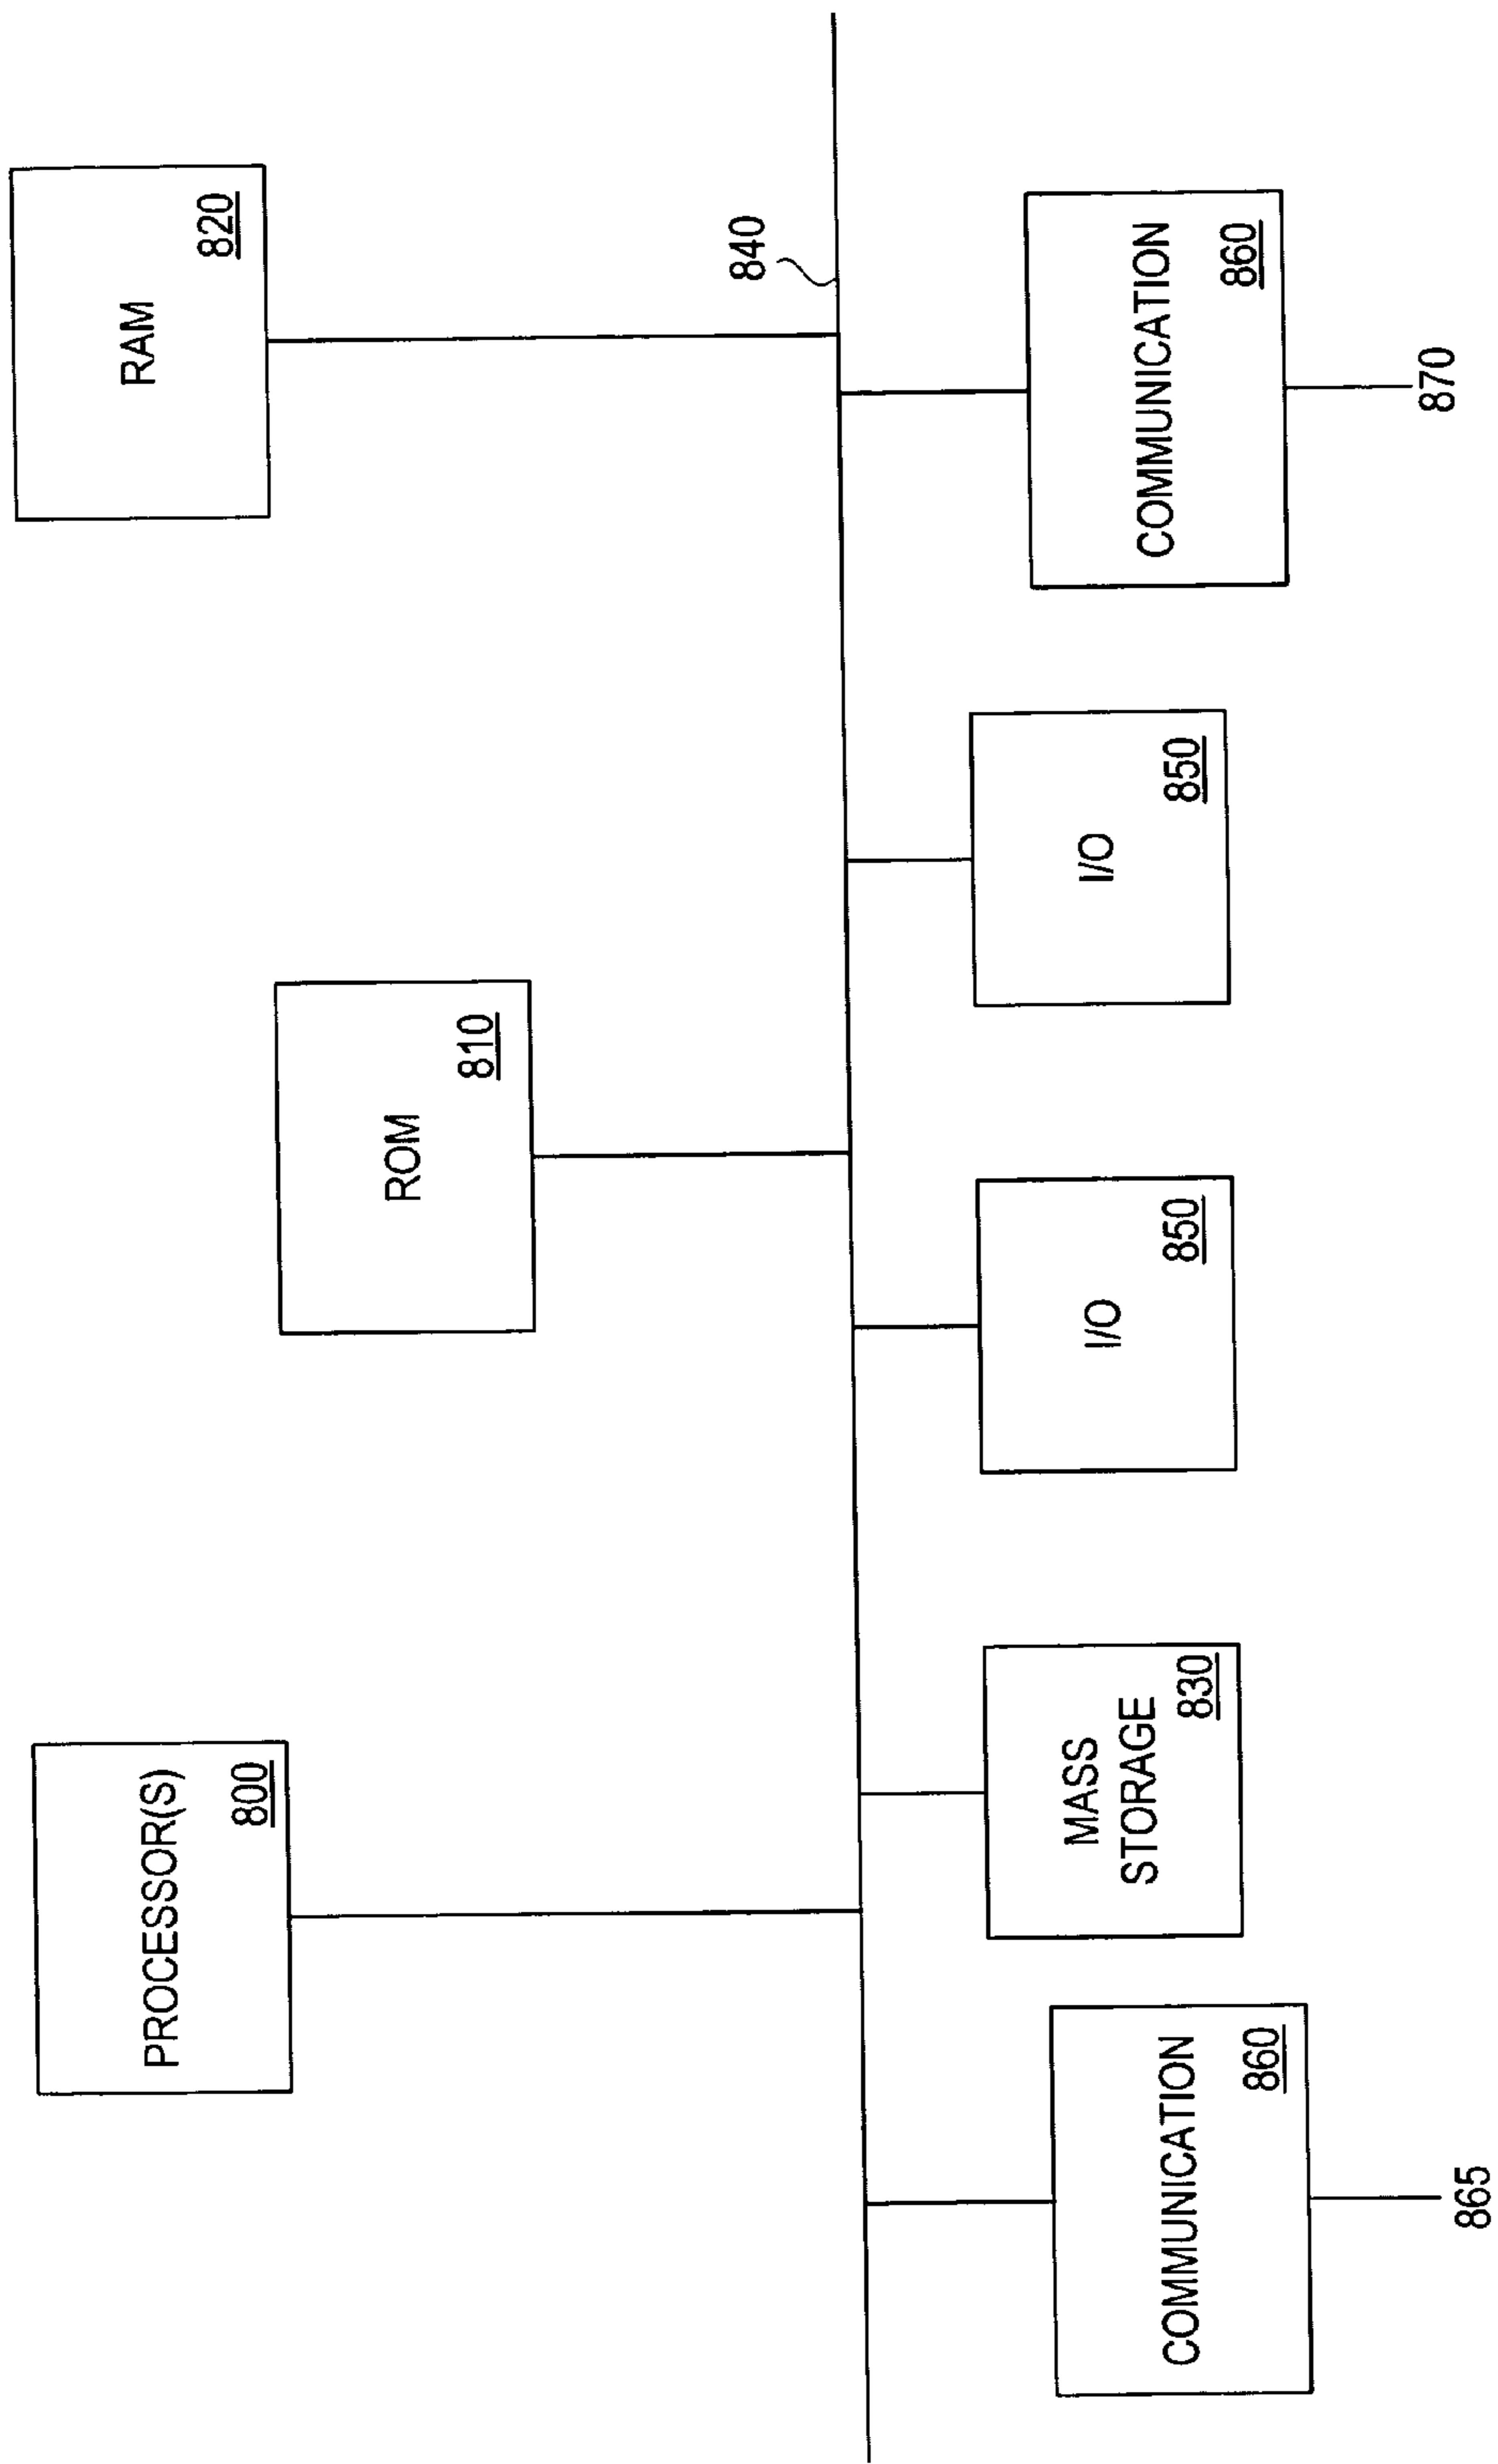 PROCESSOR(S)
800
ROM
810
RAM
820
840
COMMUNICATION
860
865
MASS
STORAGE
830
I/O
850
I/O
850
COMMUNICATION
860
870